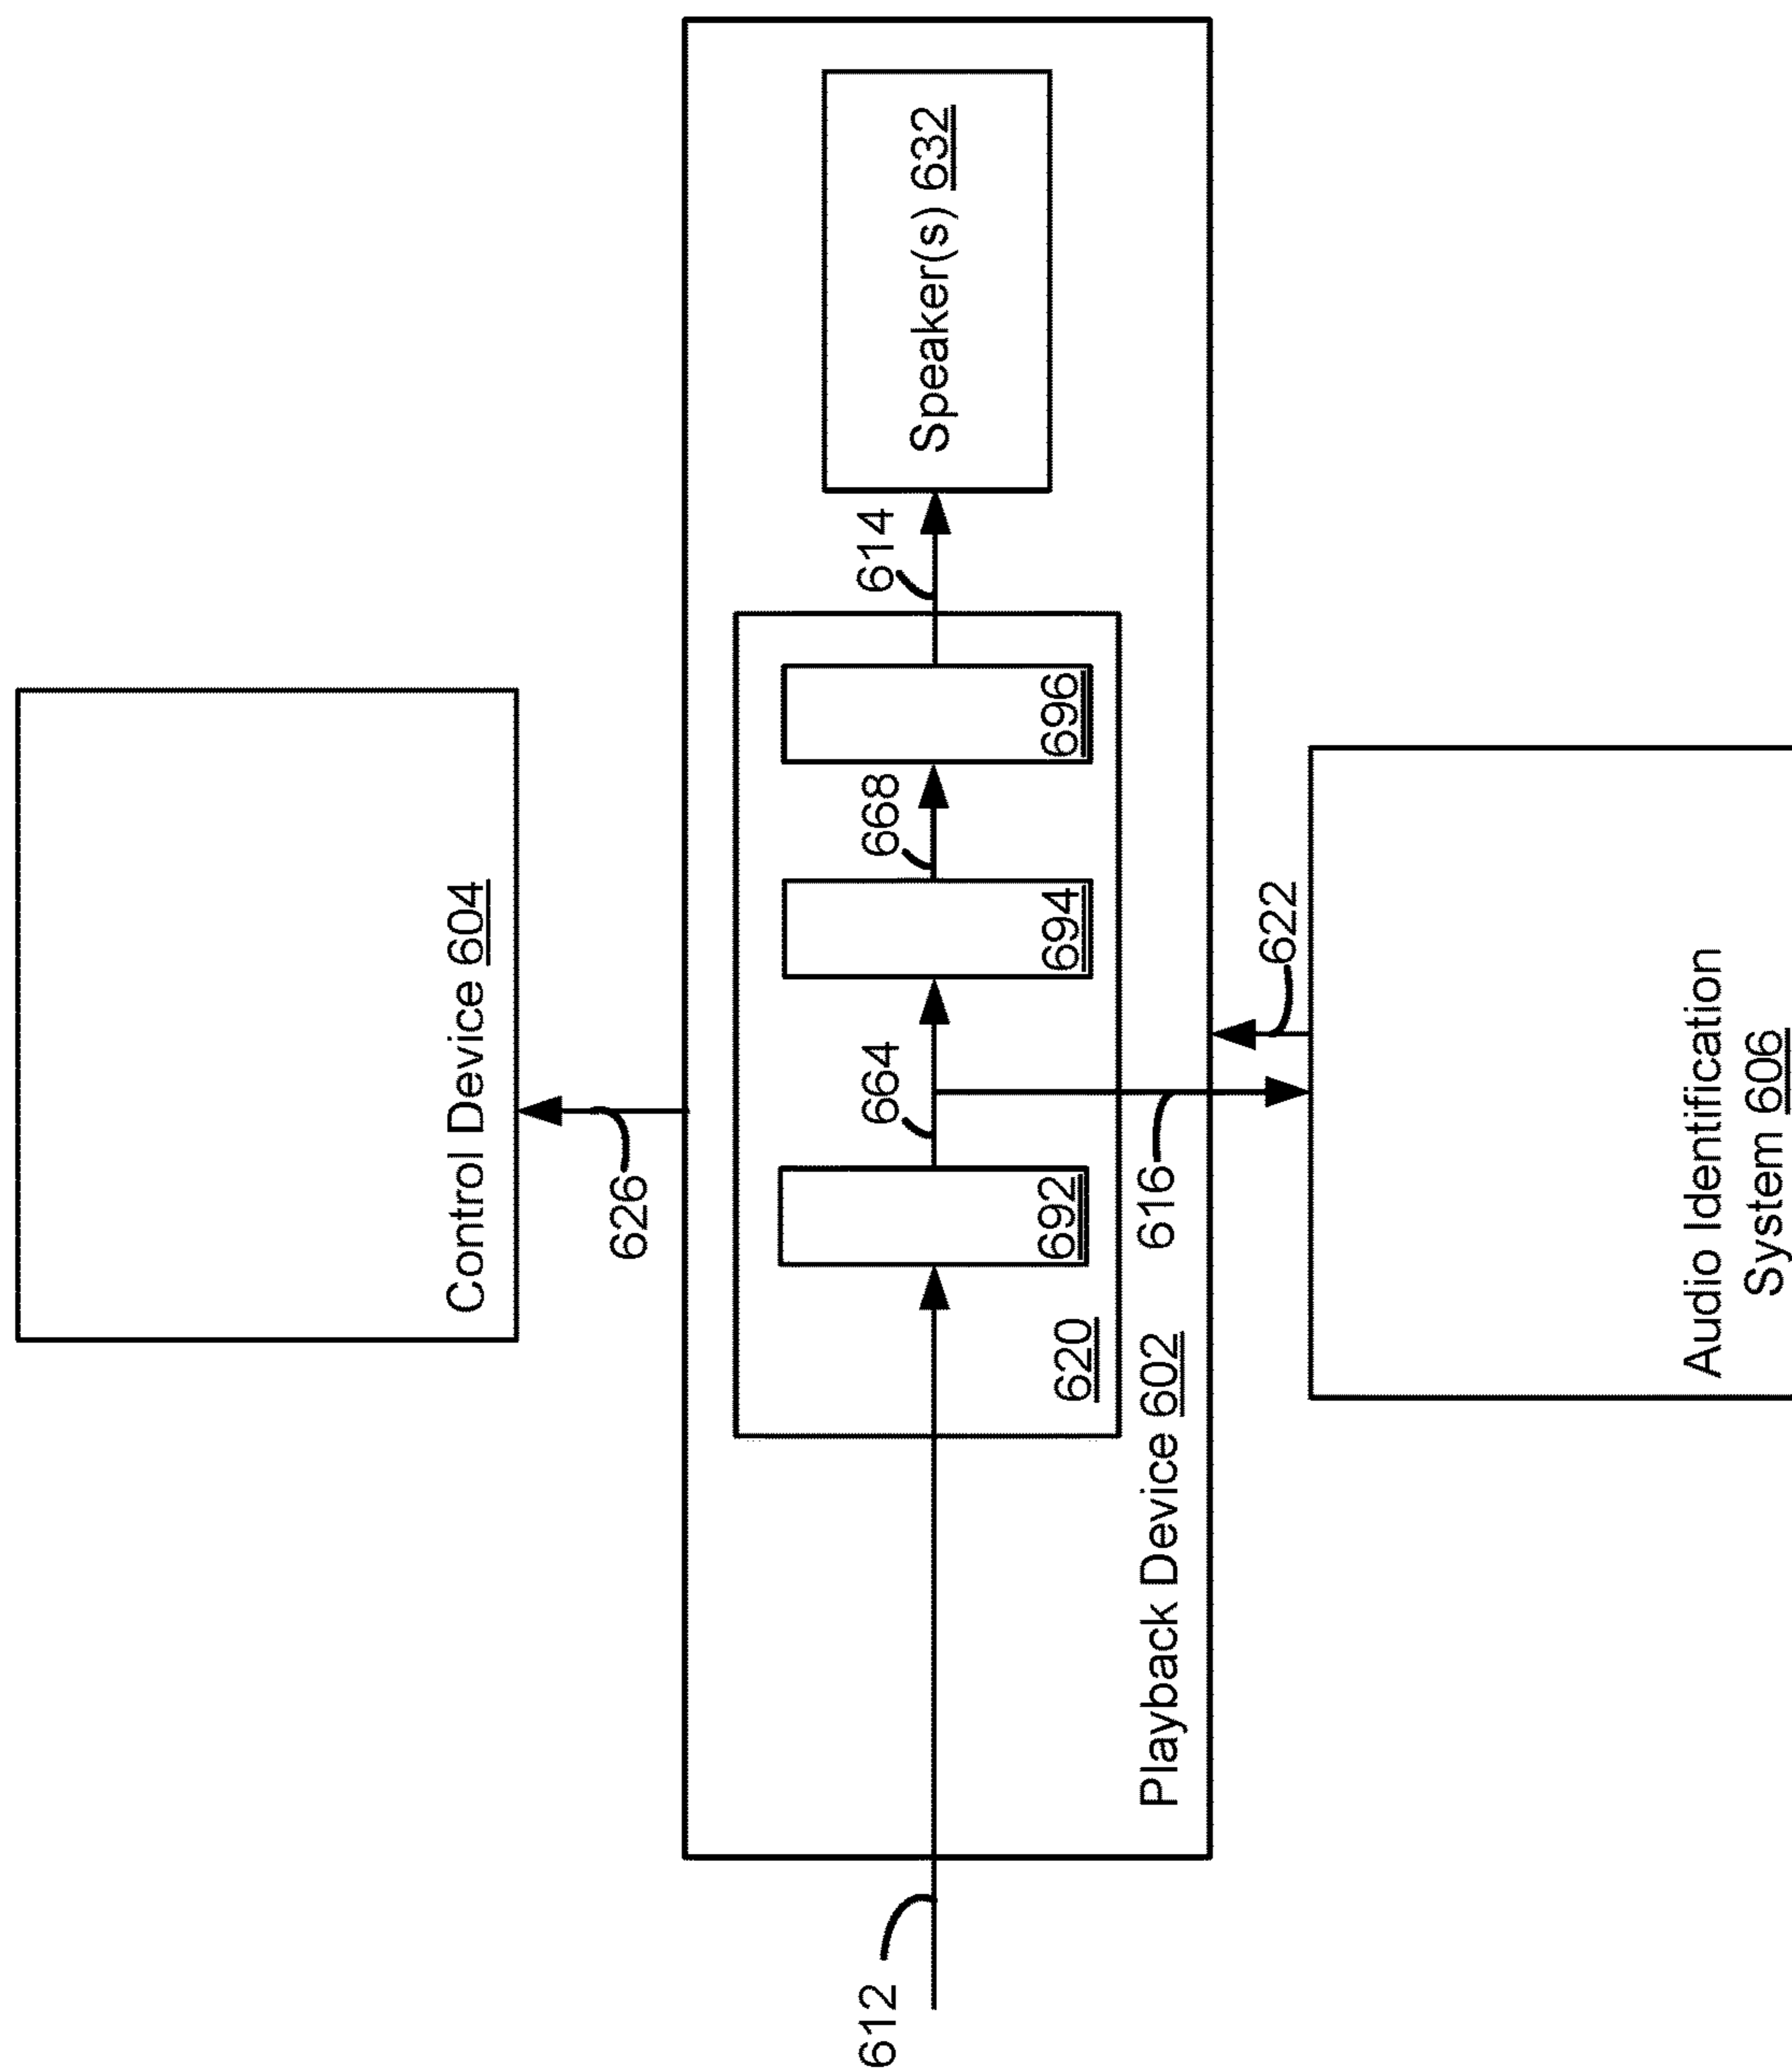 Control Device 604
626
Speaker(s) 632
614
668
664
696
694
692
620
Playback Device 602
612
616
622
Audio Identification
System 606